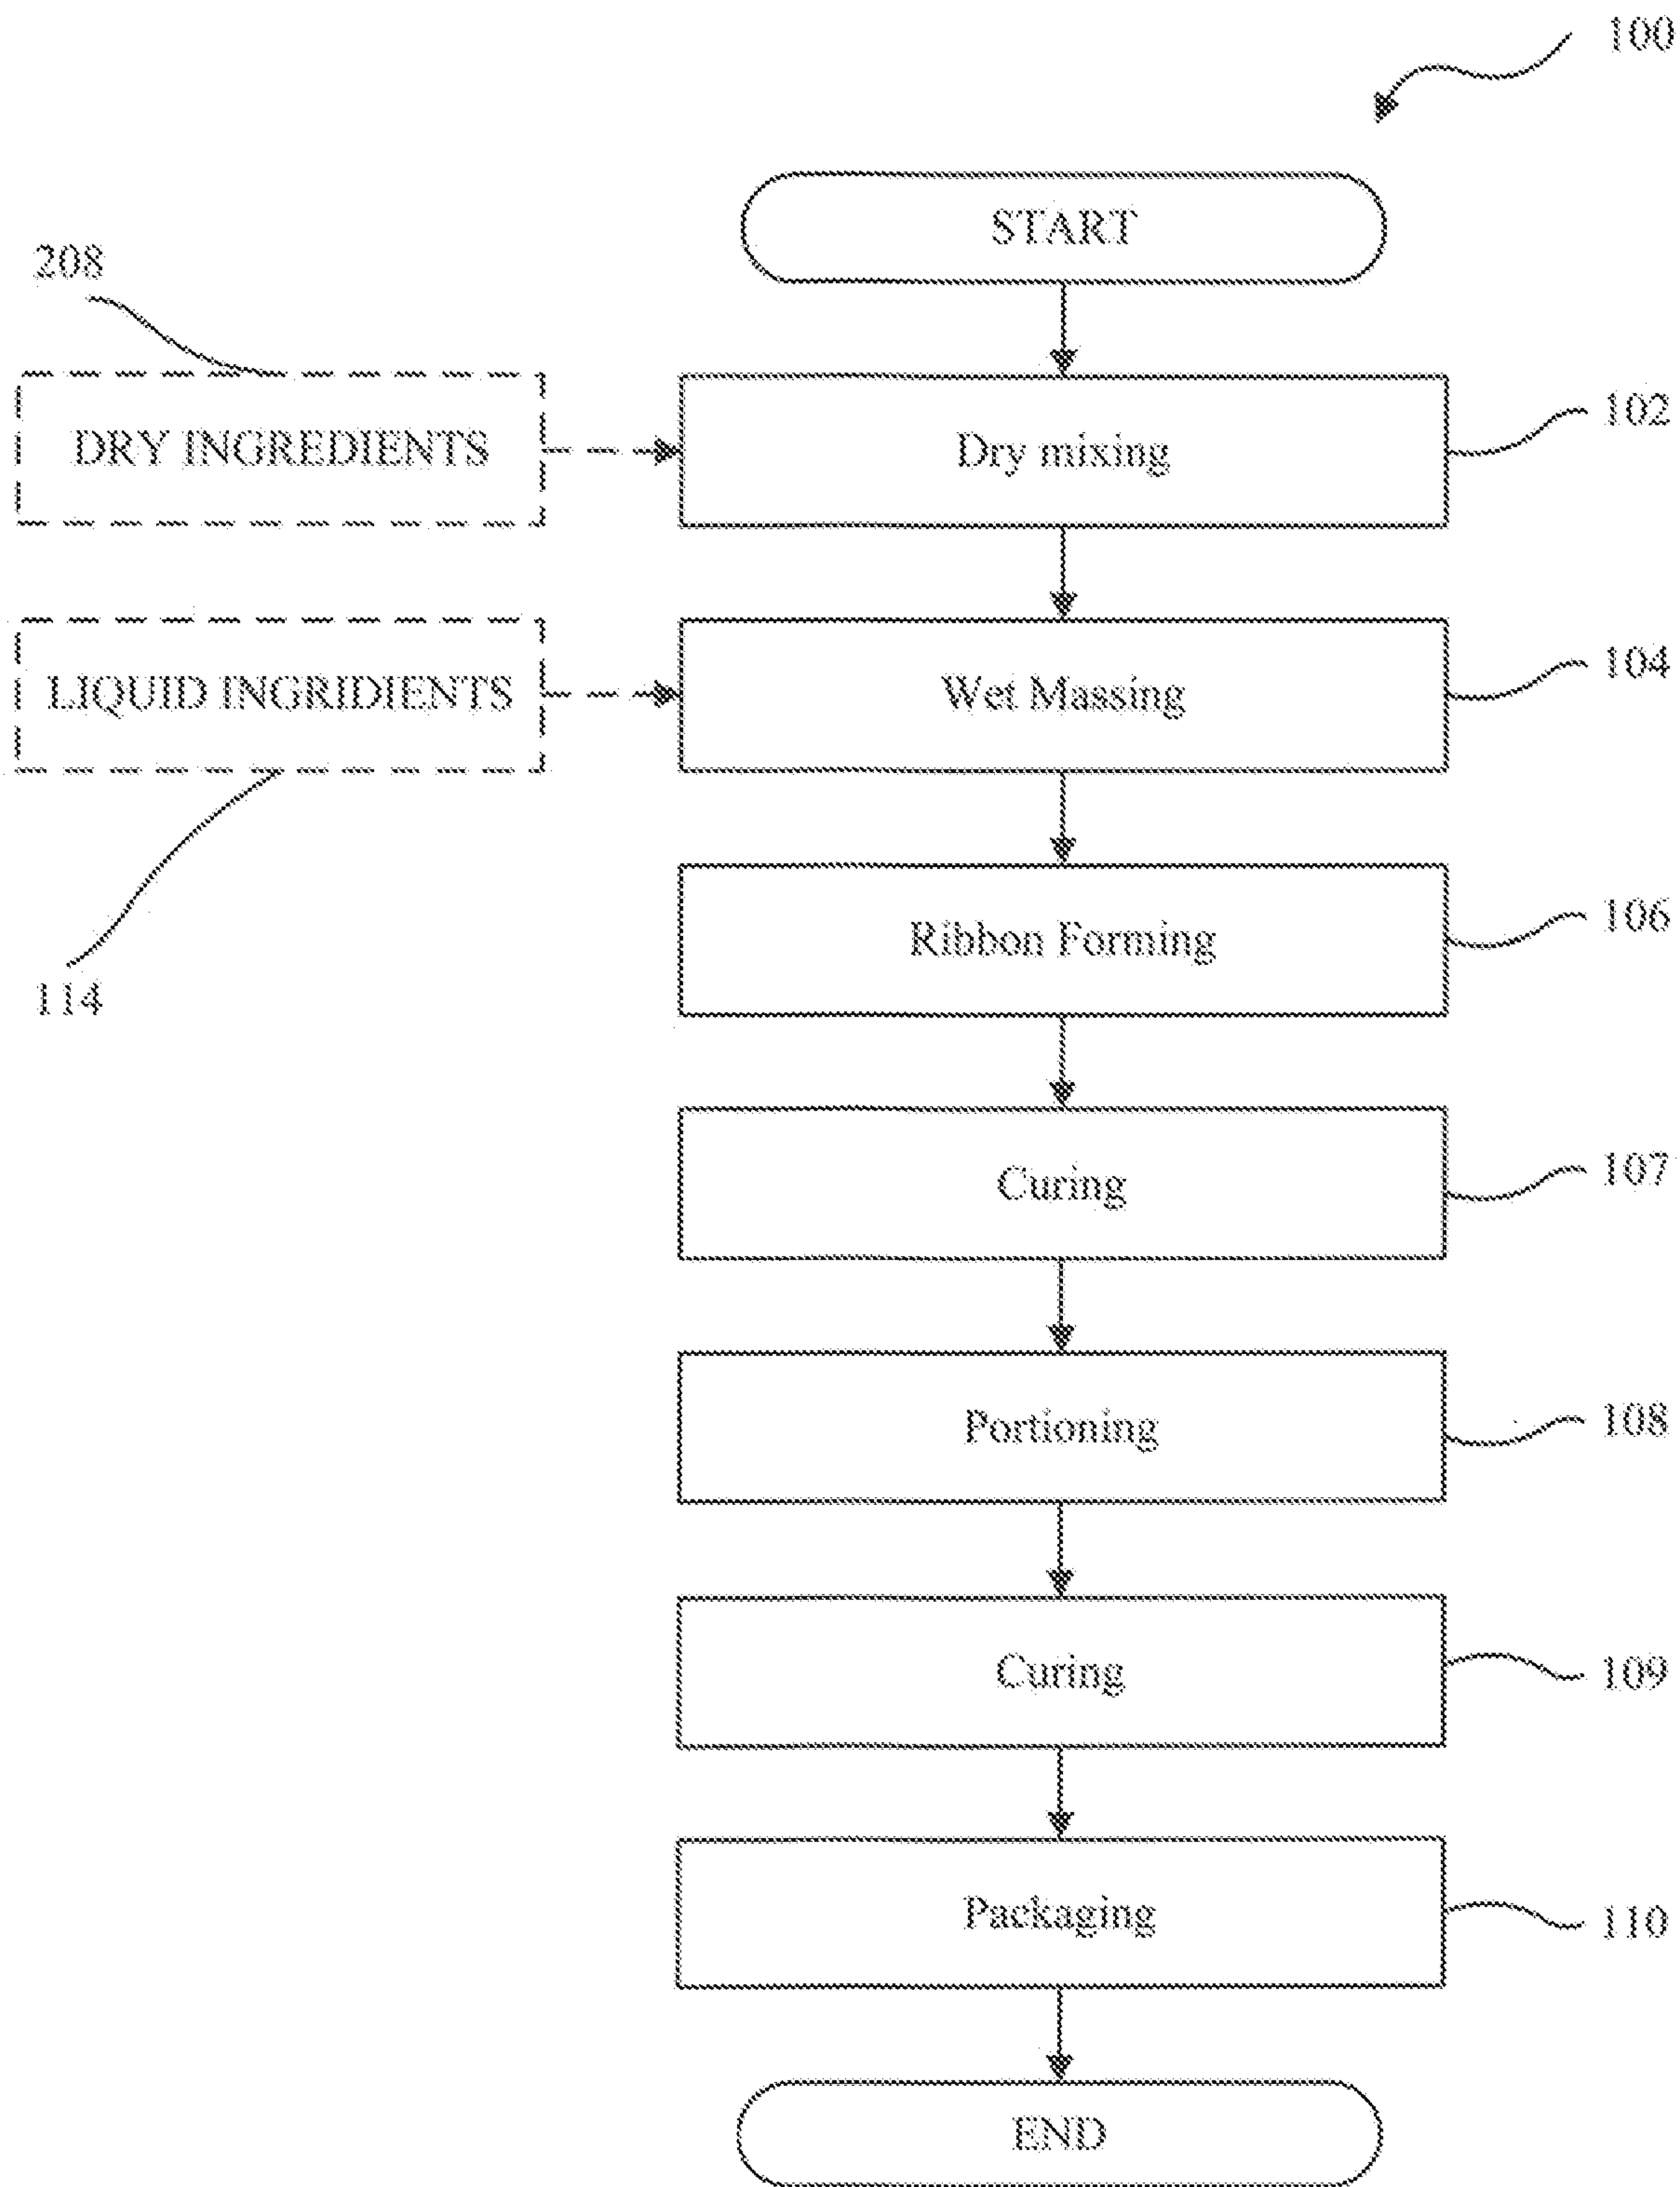 100
START
208
DRY INGREDIENTS
Dry mixing
102
LIQUID INGRIDIENTS
Wet Massing
104
Ribbon Forming
106
114
Curing
107
Portioning
108
Curing
109
Packaging
110
END